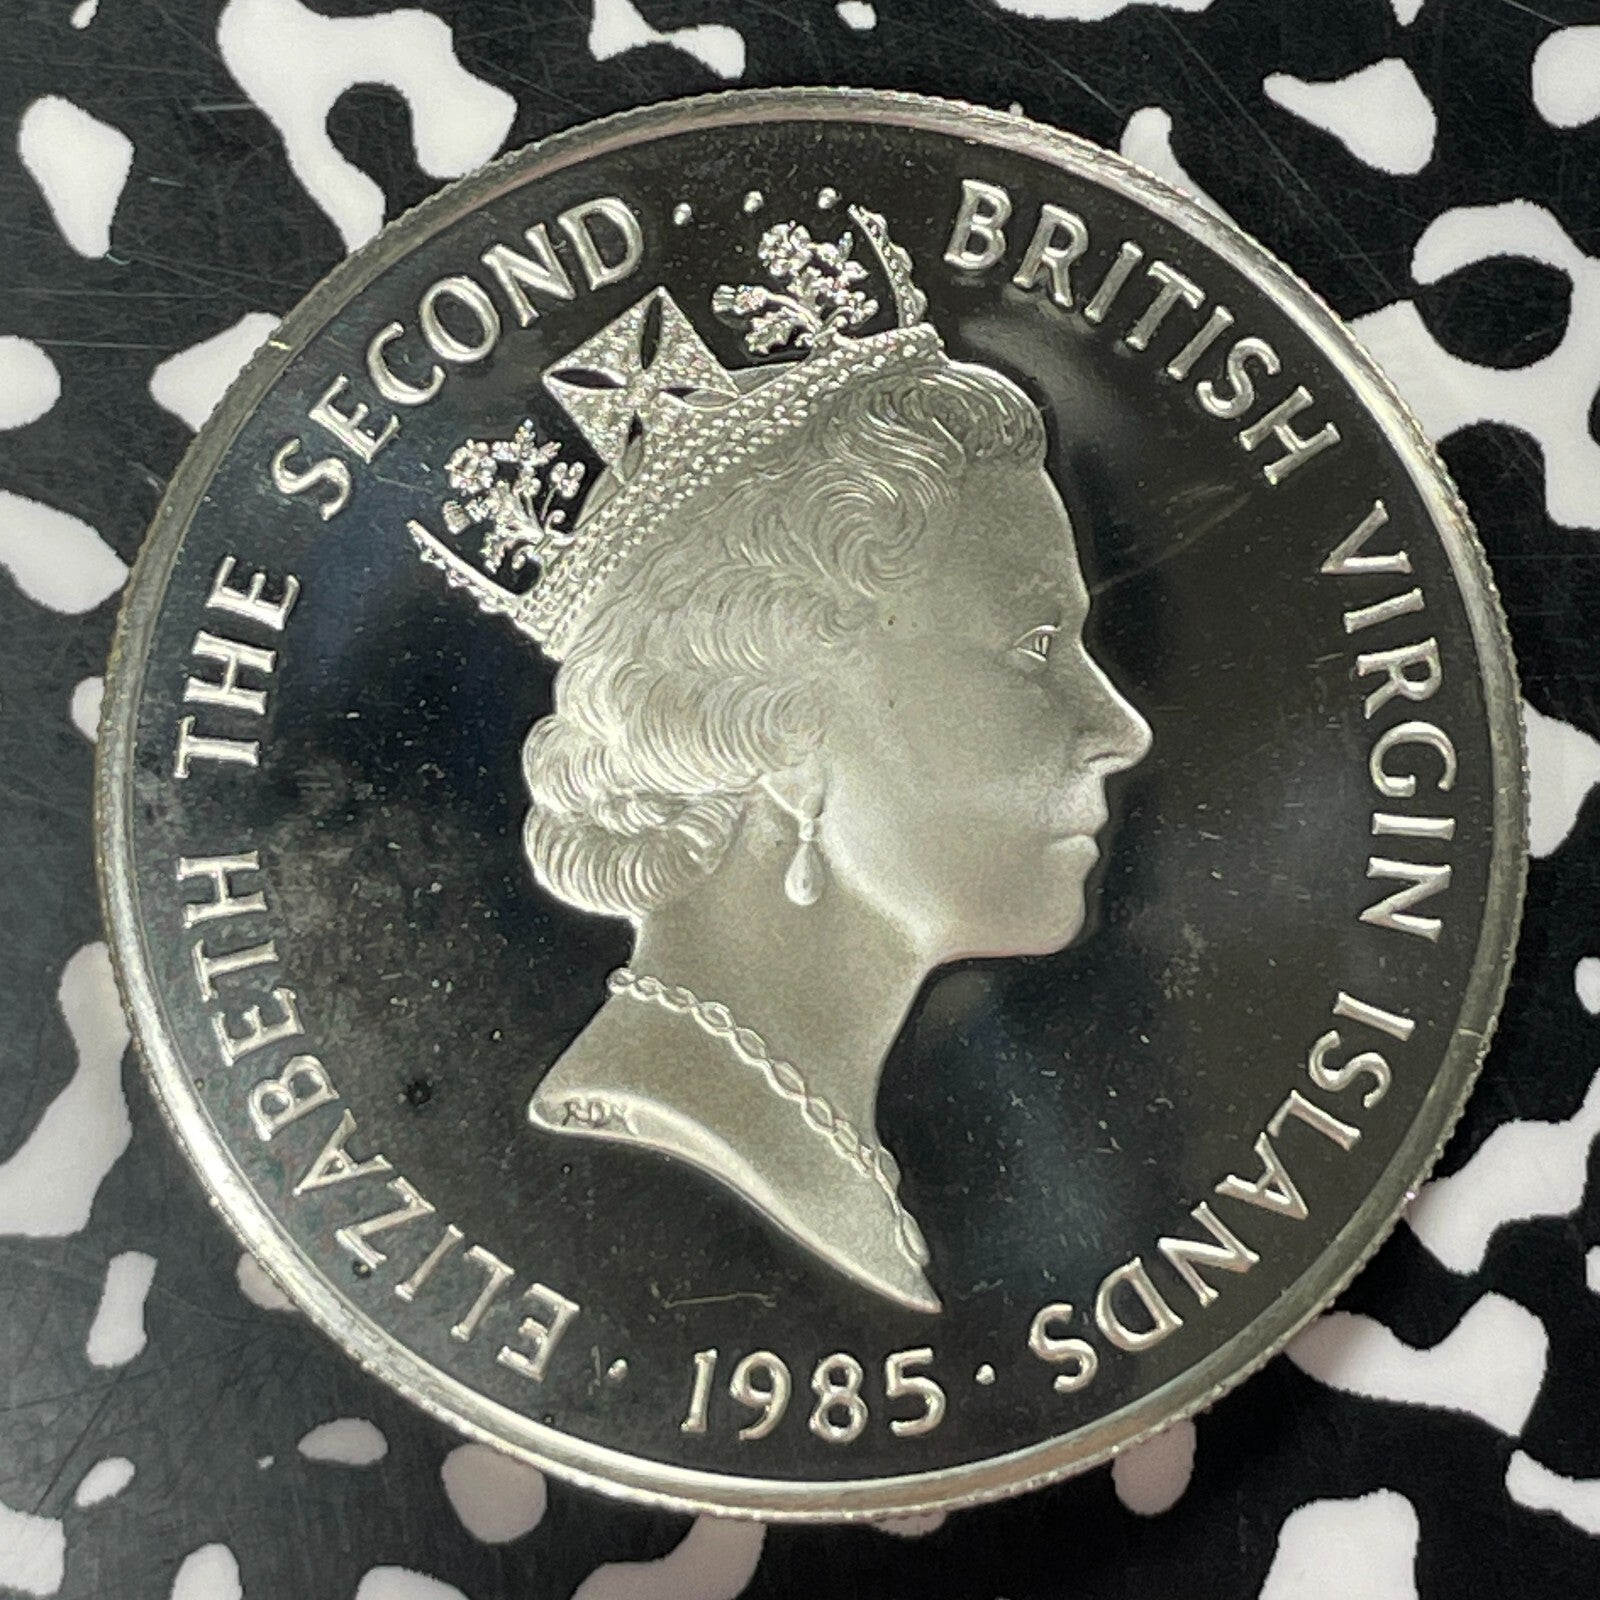 ELIZABETH THE SECOND
BRITISH VIRGIN ISLANDS
· 1985 ·